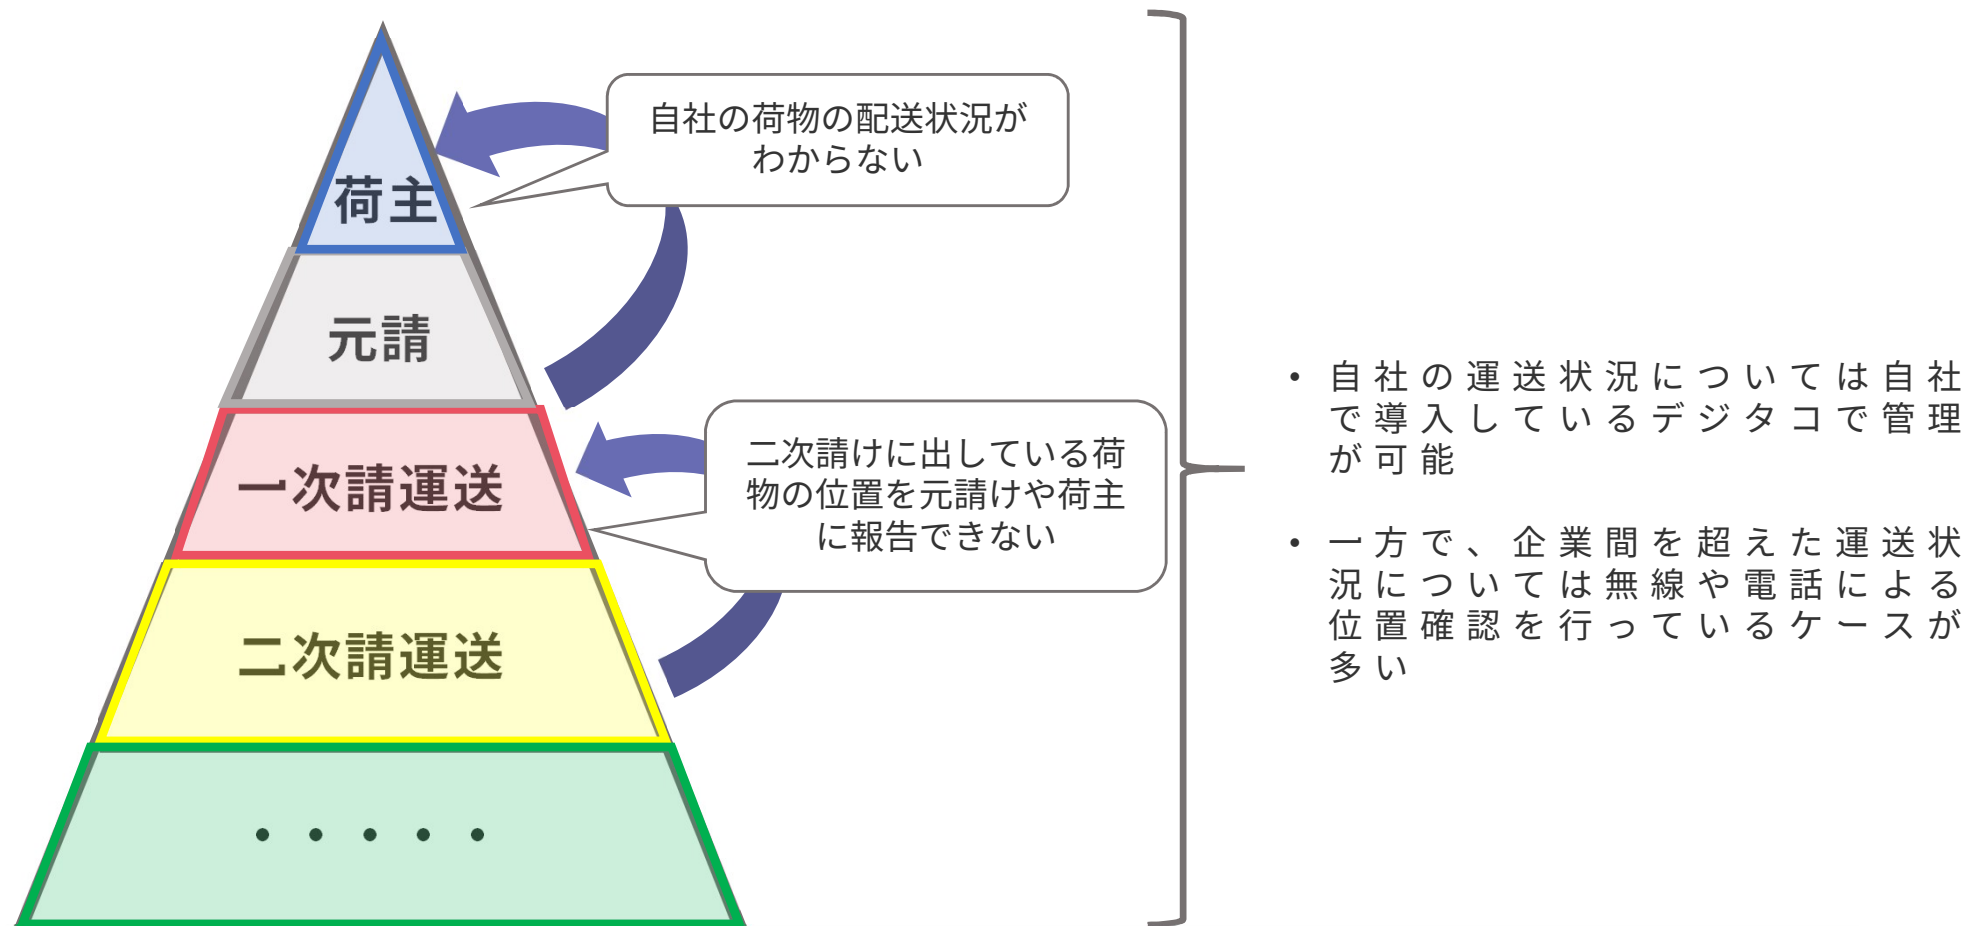 荷主
元請
一次請運送
二次請運送
・・・・・
自社の荷物の配送状況が
わからない
二次請けに出している荷
物の位置を元請けや荷主
に報告できない
• 自社の運送状況については自社
で導入しているデジタコで管理
が可能
• 一方で、企業間を超えた運送状
況については無線や電話による
位置確認を行っているケースが
多い